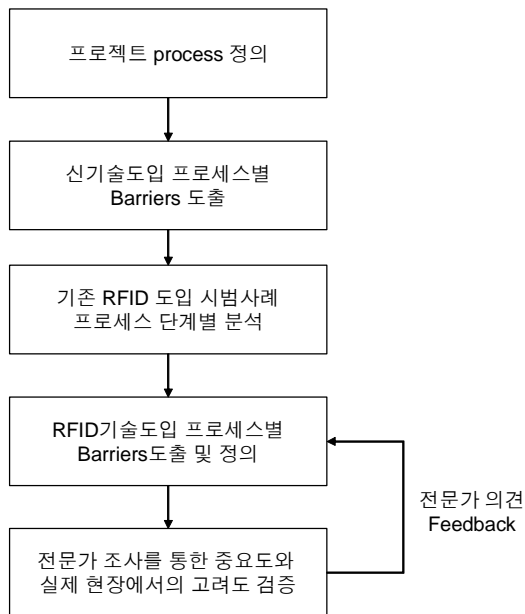 프로젝트 process 정의
신기술도입 프로세스별
Barriers 도출
기존 RFID 도입 시범사례
프로세스 단계별 분석
RFID기술도입 프로세스별
Barriers도출 및 정의
전문가 의견
Feedback
전문가 조사를 통한 중요도와
실제 현장에서의 고려도 검증